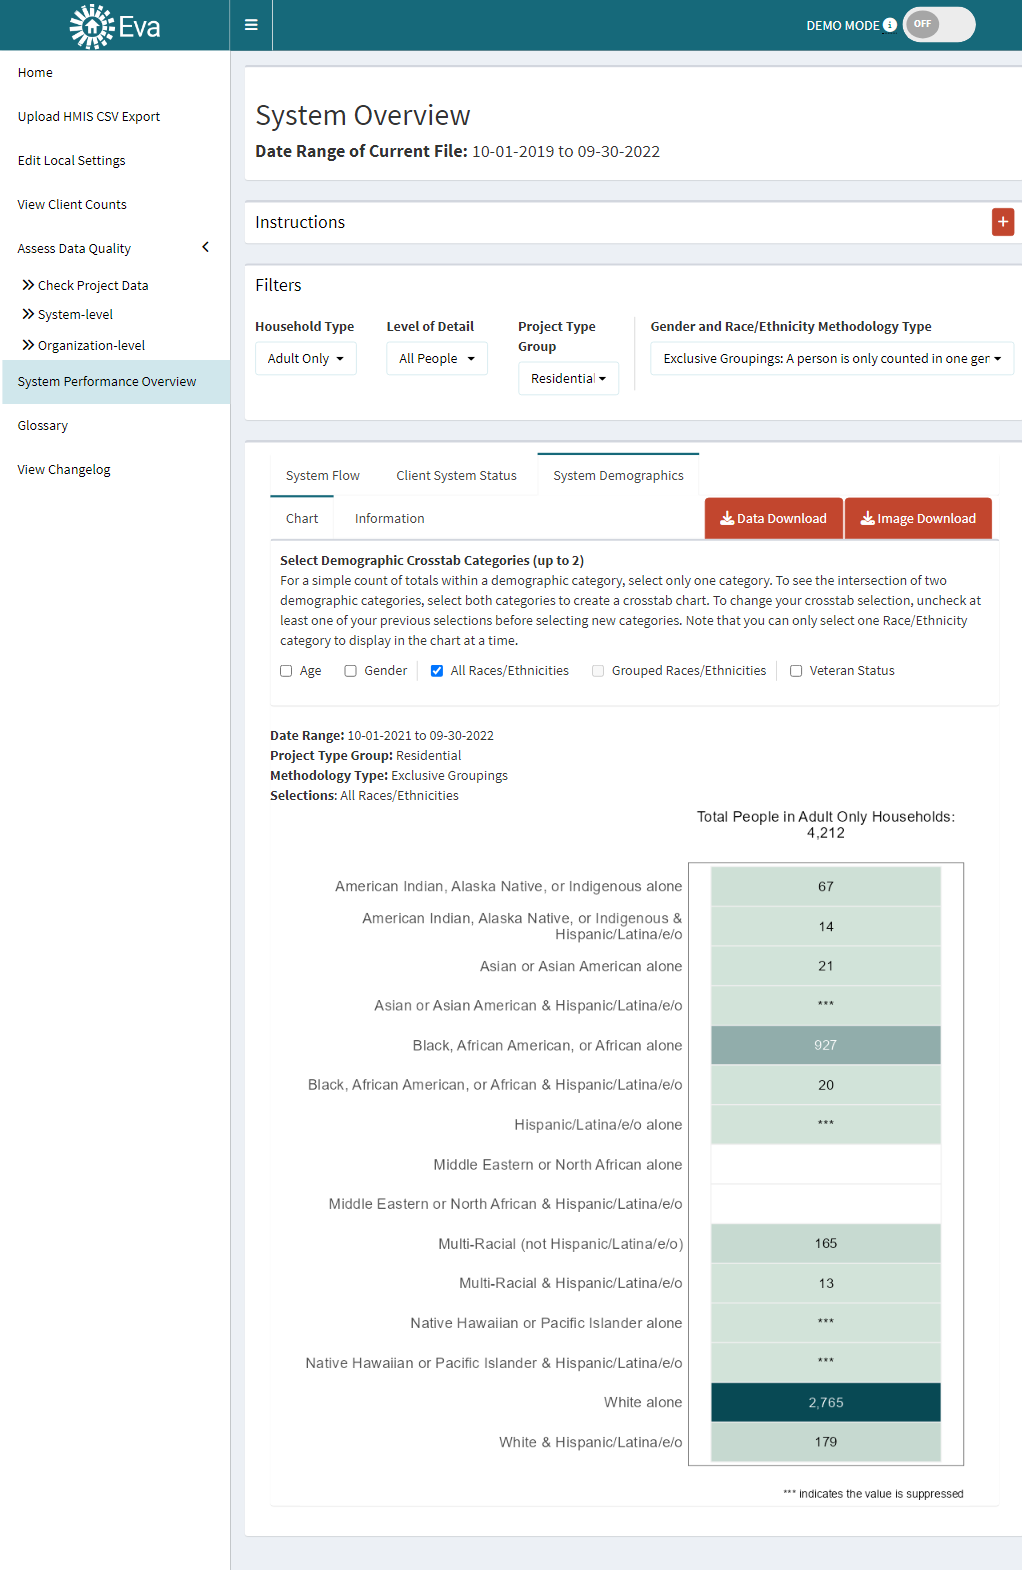 Eva
DEMO MODE
OFF
Home
Upload HMIS CSV Export
Edit Local Settings
View Client Counts
Assess Data Quality
Check Project Data
System-level
Organization-level
System Performance Overview
Glossary
View Changelog
System Overview
Date Range of Current File: 10-01-2019 to 09-30-2022
Instructions
Filters
Household Type
Adult Only
Level of Detail
All People
Project Type
Group
Residential
Gender and Race/Ethnicity Methodology Type
Exclusive Groupings: A person is only counted in one ger
System Flow
Client System Status
System Demographics
Chart
Information
Data Download
Image Download
Select Demographic Crosstab Categories (up to 2)
For a simple count of totals within a demographic category, select only one category. To see the intersection of two
demographic categories, select both categories to create a crosstab chart. To change your crosstab selection, uncheck at
least one of your previous selections before selecting new categories. Note that you can only select one Race/Ethnicity
category to display in the chart at a time.
Age Gender All Races/Ethnicities Grouped Races/Ethnicities Veteran Status
Date Range: 10-01-2021 to 09-30-2022
Project Type Group: Residential
Methodology Type: Exclusive Groupings
Selections: All Races/Ethnicities
Total People in Adult Only Households:
4,212
American Indian, Alaska Native, or Indigenous alone 67
American Indian, Alaska Native, or Indigenous &
Hispanic/Latina/e/o 14
Asian or Asian American alone 21
Asian or Asian American & Hispanic/Latina/e/o ***
Black, African American, or African alone 927
Black, African American, or African & Hispanic/Latina/e/o 20
Hispanic/Latina/e/o alone ***
Middle Eastern or North African alone
Middle Eastern or North African & Hispanic/Latina/e/o
Multi-Racial (not Hispanic/Latina/e/o) 165
Multi-Racial & Hispanic/Latina/e/o 13
Native Hawaiian or Pacific Islander alone ***
Native Hawaiian or Pacific Islander & Hispanic/Latina/e/o ***
White alone 2,765
White & Hispanic/Latina/e/o 179
*** indicates the value is suppressed